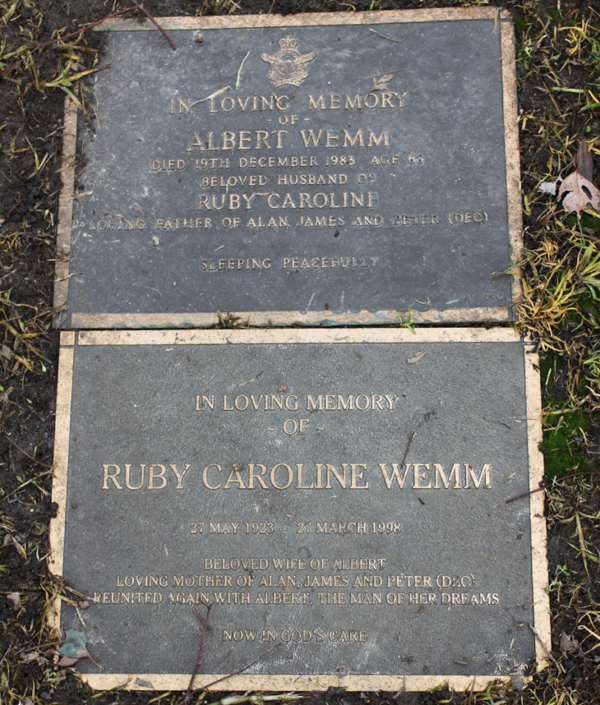 IN LOVING MEMORY
- OF -
ALBERT WEMM
DIED 19TH DECEMBER 1983 AGE
BELOVED HUSBAND OF
RUBY CAROLINE
LOVING FATHER OF ALAN, JAMES AND PETER (DEC)
SLEEPING PEACEFULLY
IN LOVING MEMORY
- OF -
RUBY CAROLINE WEMM
27 MAY 1923 - 27 MARCH 1998
BELOVED WIFE OF ALBERT
LOVING MOTHER OF ALAN, JAMES AND PETER (DEC)
REUNITED AGAIN WITH ALBERT, THE MAN OF HER DREAMS
NOW IN GOD'S CARE